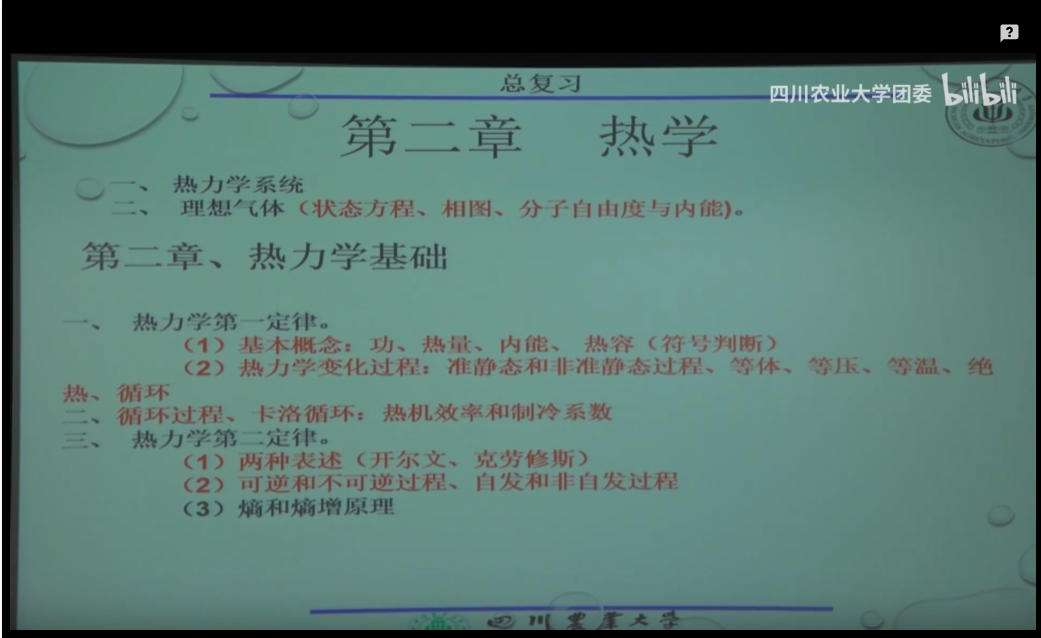 总复习
四川农业大学团委 bilibili
第二章 热学
一、 热力学系统
二、 理想气体（状态方程、相图、分子自由度与内能)。
第二章、热力学基础
一、 热力学第一定律。
（1）基本概念：功、热量、内能、 热容（符号判断）
（2）热力学变化过程：准静态和非准静态过程、等体、等压、等温、绝
热、循环
二、循环过程、卡洛循环：热机效率和制冷系数
三、 热力学第二定律。
（1）两种表述（开尔文、克劳修斯）
（2）可逆和不可逆过程、自发和非自发过程
（3）熵和熵增原理
四川农业大学